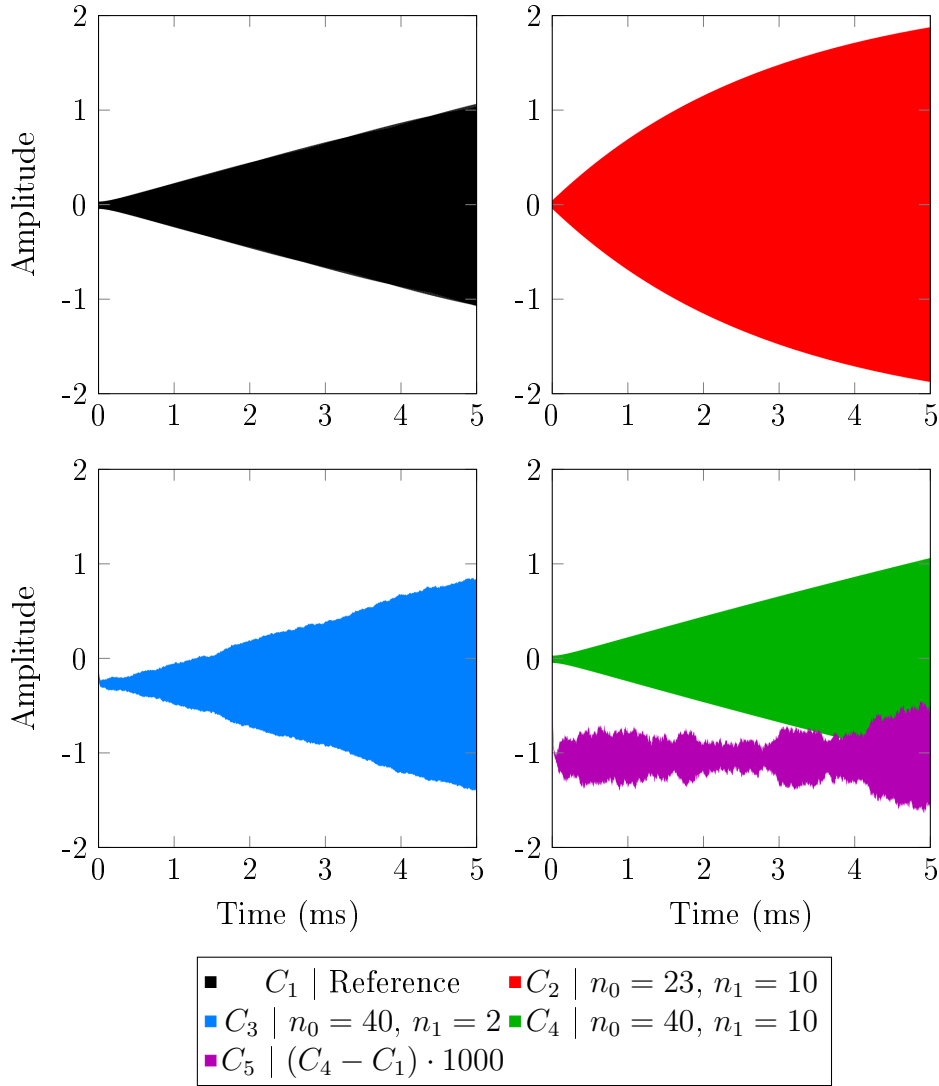 2
1
0
-1
-2
0 1 2 3 4 5
Amplitude
2
1
0
-1
-2
0 1 2 3 4 5
2
1
0
-1
-2
0 1 2 3 4 5
Amplitude
Time (ms)
2
1
0
-1
-2
0 1 2 3 4 5
Time (ms)
C₁ | Reference
C₂ | n₀ = 23, n₁ = 10
C₃ | n₀ = 40, n₁ = 2
C₄ | n₀ = 40, n₁ = 10
C₅ | (C₄ − C₁) · 1000